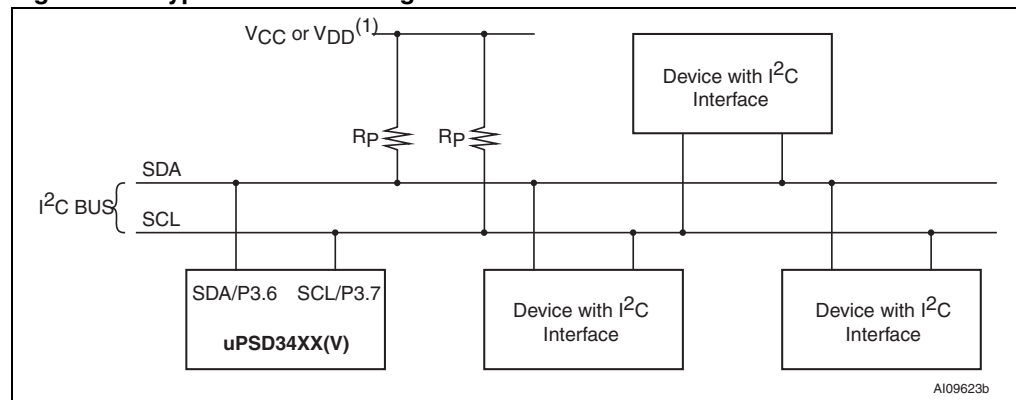 VCC or VDD(1)
Device with I2C
Interface
RP
RP
SDA
I2C BUS
SCL
SDA/P3.6 SCL/P3.7
uPSD34XX(V)
Device with I2C
Interface
Device with I2C
Interface
AI09623b